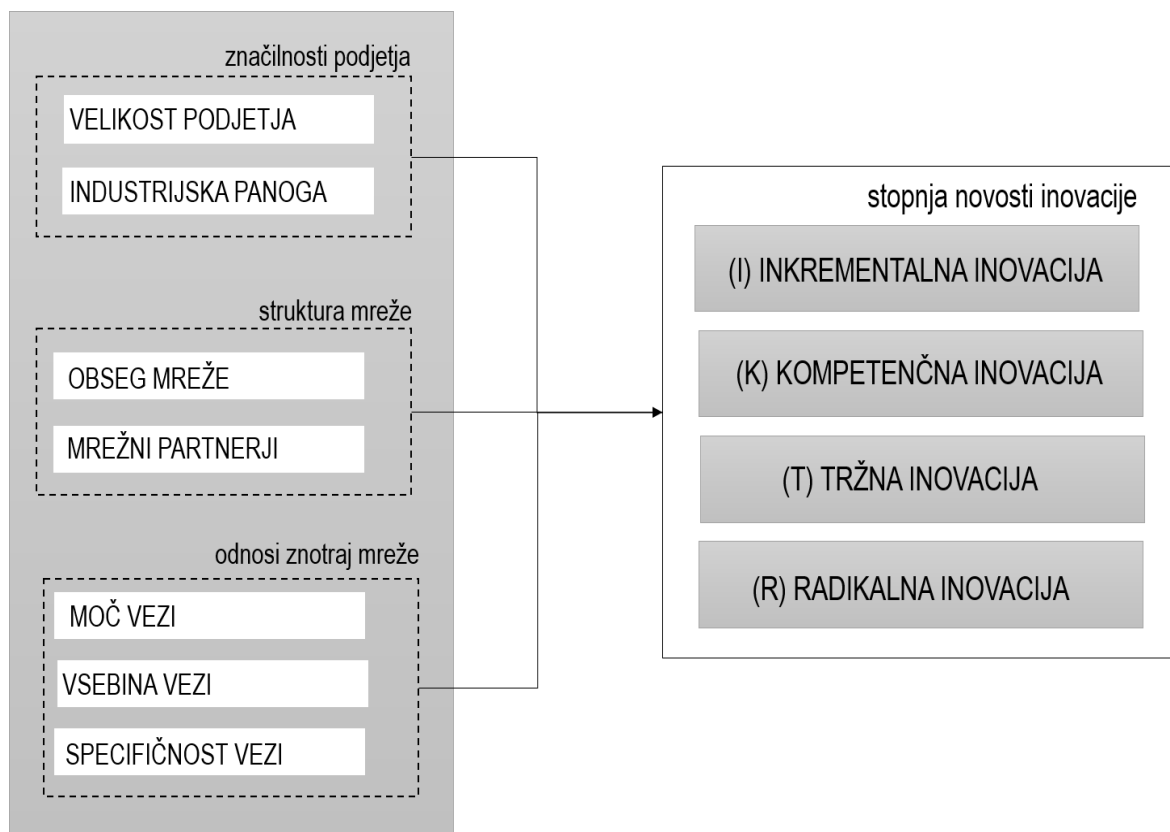 značilnosti podjetja
VELIKOST PODJETJA
INDUSTRIJSKA PANOGA
struktura mreže
OBSEG MREŽE
MREŽNI PARTNERJI
odnosi znotraj mreže
MOČ VEZI
VSEBINA VEZI
SPECIFIČNOST VEZI
stopnja novosti inovacije
(I) INKREMENTALNA INOVACIJA
(K) KOMPETENČNA INOVACIJA
(T) TRŽNA INOVACIJA
(R) RADIKALNA INOVACIJA